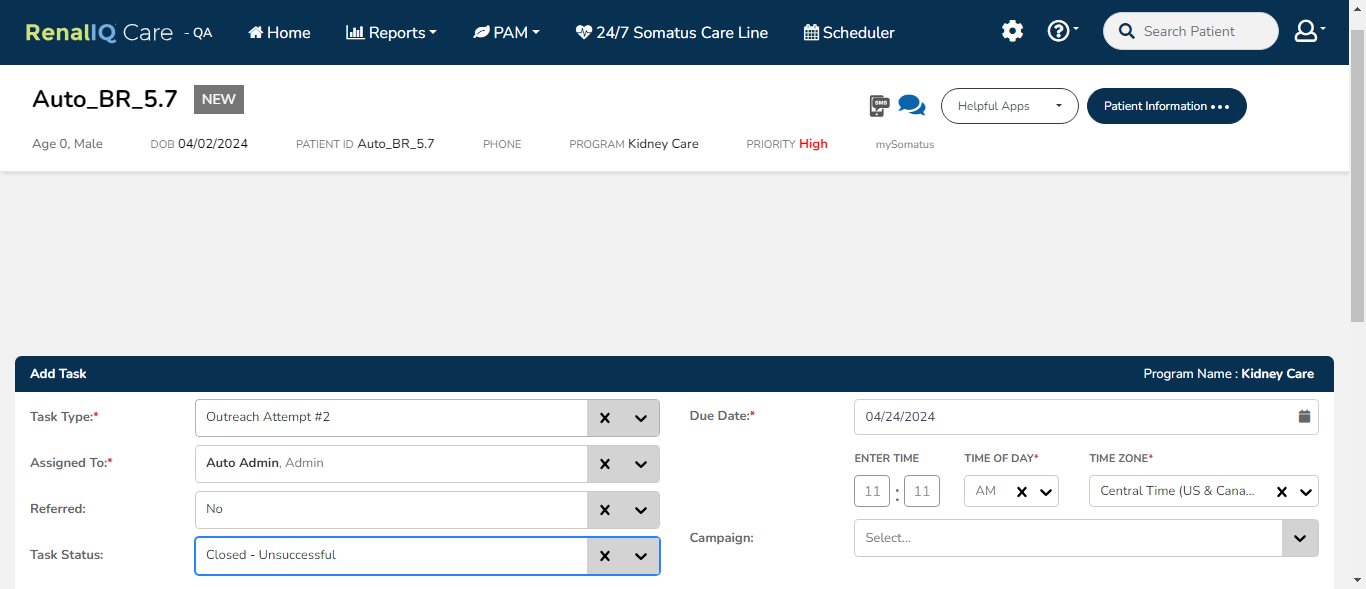 RenalIQ Care - QA Home Reports PAM 24/7 Somatus Care Line Scheduler Search Patient
Auto_BR_5.7 NEW SMS Helpful Apps Patient Information
Age 0, Male DOB 04/02/2024 PATIENT ID Auto_BR_5.7 PHONE PROGRAM Kidney Care PRIORITY High mySomatus
Add Task Program Name : Kidney Care
Task Type:* Outreach Attempt #2
Due Date:* 04/24/2024
Assigned To:* Auto Admin, Admin
ENTER TIME TIME OF DAY* TIME ZONE*
11 : 11 AM Central Time (US & Cana...
Referred: No
Campaign: Select...
Task Status: Closed - Unsuccessful